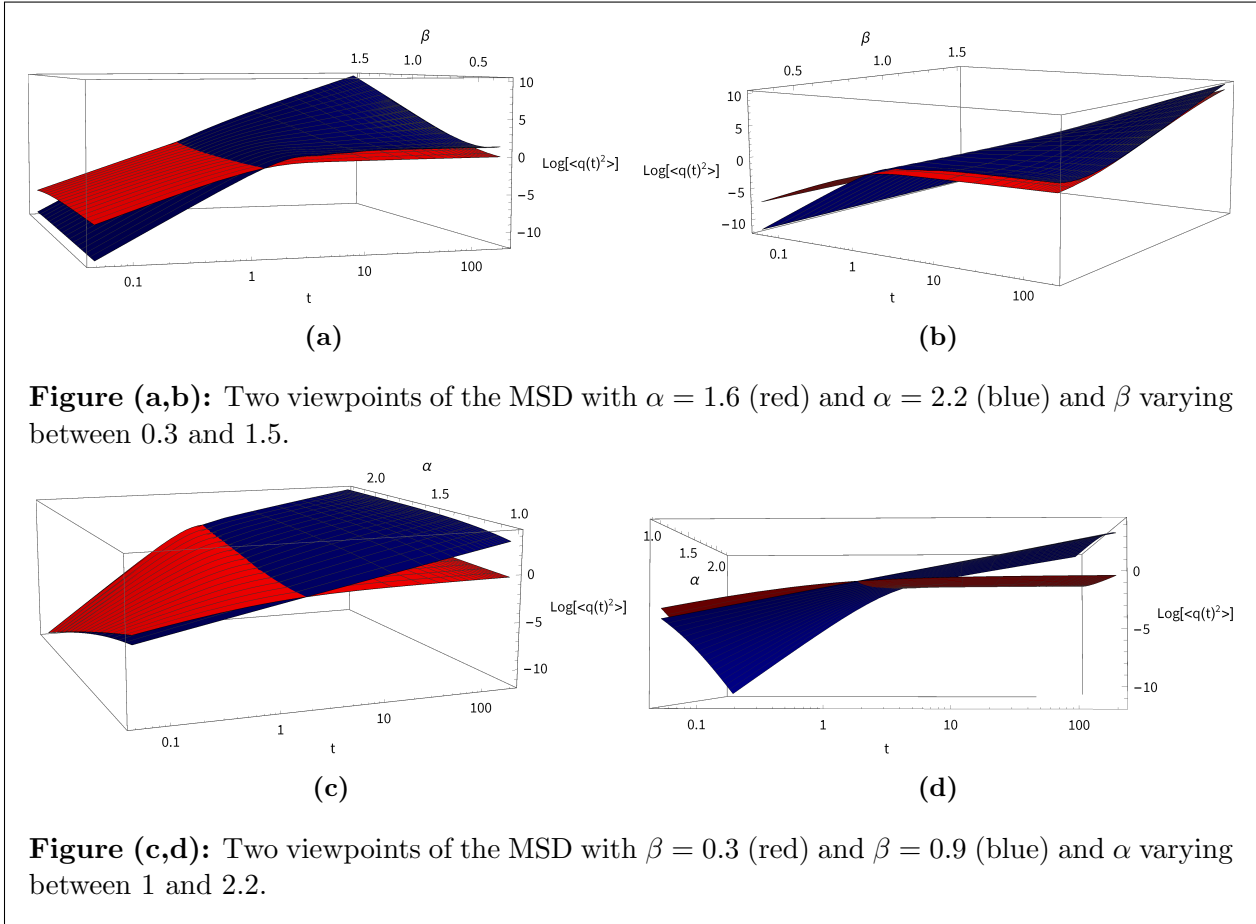 β
1.5 1.0 0.5
10
5
0
Log[<q(t)²>]
−5
−10
0.1 1 10 100
t
(a)
β
0.5 1.0 1.5
10
5
0
Log[<q(t)²>]
−5
−10
0.1 1 10 100
t
(b)
Figure (a,b): Two viewpoints of the MSD with α = 1.6 (red) and α = 2.2 (blue) and β varying
between 0.3 and 1.5.
α
2.0 1.5 1.0
0
Log[<q(t)²>]
−5
−10
0.1 1 10 100
t
(c)
1.0 1.5 2.0
α
0
Log[<q(t)²>]
−5
−10
0.1 1 10 100
t
(d)
Figure (c,d): Two viewpoints of the MSD with β = 0.3 (red) and β = 0.9 (blue) and α varying
between 1 and 2.2.